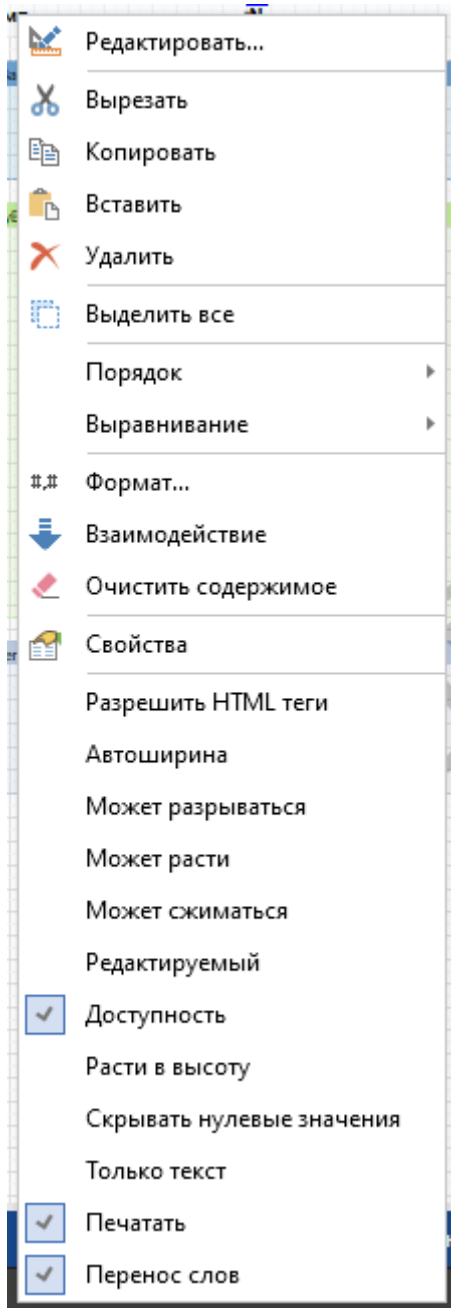 Редактировать...
Вырезать
Копировать
Вставить
Удалить
Выделить все
Порядок
Выравнивание
#,# Формат...
Взаимодействие
Очистить содержимое
Свойства
Разрешить HTML теги
Автоширина
Может разрываться
Может расти
Может сжиматься
Редактируемый
Доступность
Расти в высоту
Скрывать нулевые значения
Только текст
Печатать
Перенос слов